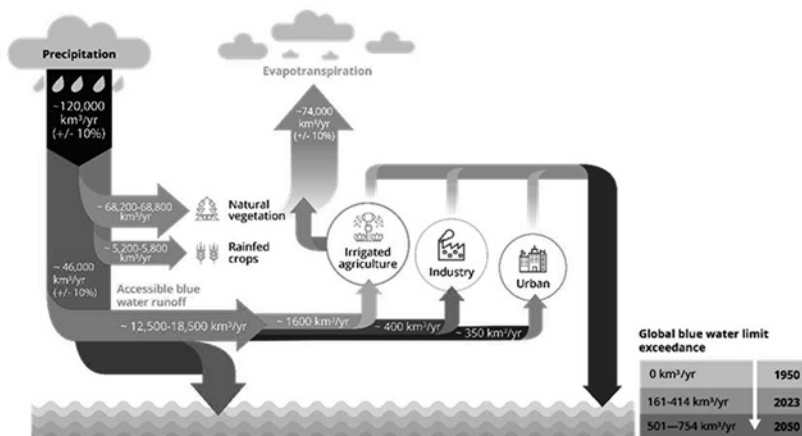 Precipitation
~120,000
km³/yr
(+/- 10%)
Evapotranspiration
~74,000
km³/yr
(+/- 10%)
~ 68,200-68,800
km³/yr
Natural
vegetation
~ 5,200-5,800
km³/yr
Rainfed
crops
~ 46,000
km³/yr
(+/- 10%)
Irrigated
agriculture
Industry
Urban
Accessible blue
water runoff
~ 12,500-18,500 km³/yr
~ 1600 km³/yr
~ 400 km³/yr
~ 350 km³/yr
Global blue water limit
exceedance
0 km³/yr 1950
161-414 km³/yr 2023
501—754 km³/yr 2050